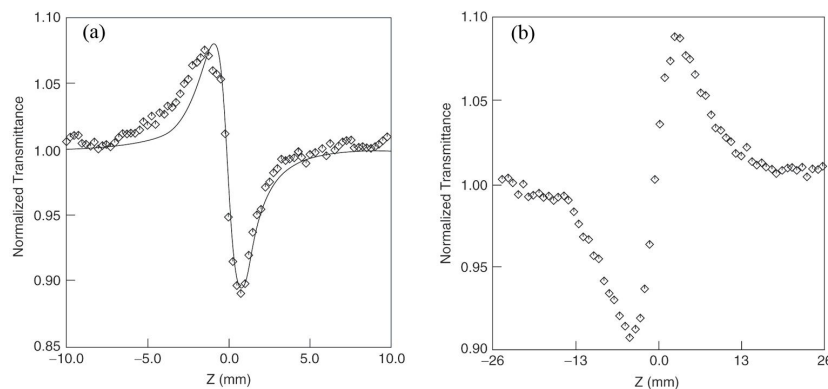 (a)
Normalized Transmittance
1.10
1.05
1.00
0.95
0.90
0.85
−10.0 −5.0 0.0 5.0 10.0
Z (mm)
(b)
Normalized Transmittance
1.10
1.05
1.00
0.95
0.90
−26 −13 0.0 13 26
Z (mm)